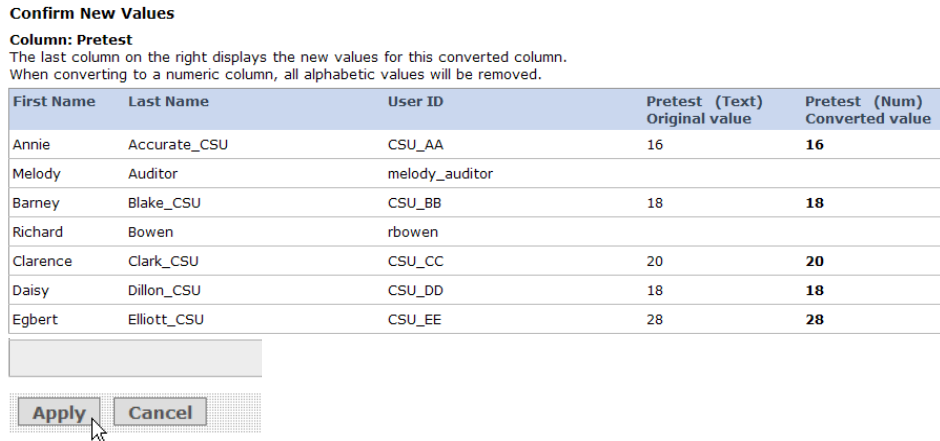 Confirm New Values
Column: Pretest
The last column on the right displays the new values for this converted column.
When converting to a numeric column, all alphabetic values will be removed.
First Name Last Name User ID Pretest (Text) Pretest (Num)
Original value Converted value
Annie Accurate_CSU CSU_AA 16 16
Melody Auditor melody_auditor
Barney Blake_CSU CSU_BB 18 18
Richard Bowen rbowen
Clarence Clark_CSU CSU_CC 20 20
Daisy Dillon_CSU CSU_DD 18 18
Egbert Elliott_CSU CSU_EE 28 28
Apply Cancel